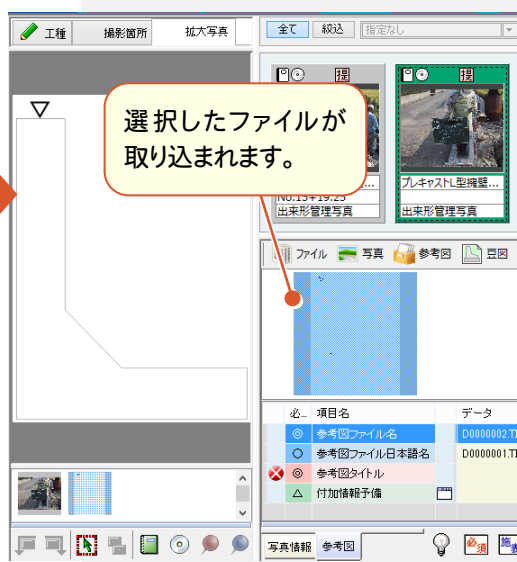 工種
撮影箇所
拡大写真
全て
絞込
指定なし
提
提
選択したファイルが
取り込まれます。
No.15+19.25
出来形管理写真
プレキャストL型擁壁...
出来形管理写真
ファイル
写真
参考図
豆図
必...
項目名
データ
◎
参考図ファイル名
D0000002.TI
○
参考図ファイル日本語名
D0000001.TI
◎
参考図タイトル
△
付加情報予備
写真情報
参考図
必須